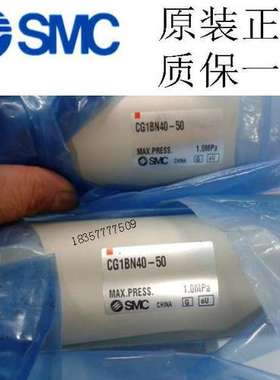 SMC 原装正
质保一
CG1BN40-50
MAX.PRESS. 1.0MPa
SMC CHINA G
18357777509
CG1BN40-50
MAX.PRESS. 1.0MPa
SMC CHINA G